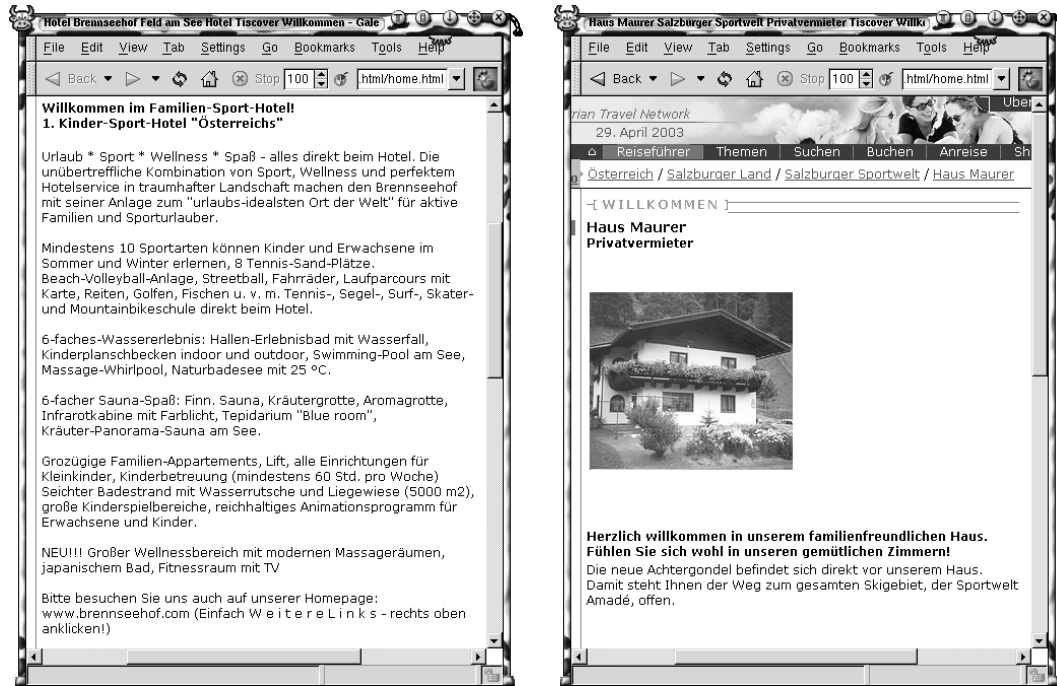 Hotel Brennseehof Feld am See Hotel Tiscover Willkommen - Gale
File Edit View Tab Settings Go Bookmarks Tools Help
Back Stop 100 .html/home.html
Willkommen im Familien-Sport-Hotel!
1. Kinder-Sport-Hotel "Österreichs"
Urlaub * Sport * Wellness * Spaß - alles direkt beim Hotel. Die
unübertreffliche Kombination von Sport, Wellness und perfektem
Hotelservice in traumhafter Landschaft machen den Brennseehof
mit seiner Anlage zum "urlaubs-idealsten Ort der Welt" für aktive
Familien und Sporturlauber.
Mindestens 10 Sportarten können Kinder und Erwachsene im
Sommer und Winter erlernen, 8 Tennis-Sand-Plätze.
Beach-Volleyball-Anlage, Streetball, Fahrräder, Laufparcours mit
Karte, Reiten, Golfen, Fischen u. v. m. Tennis-, Segel-, Surf-, Skater-
und Mountainbikeschule direkt beim Hotel.
6-faches-Wassererlebnis: Hallen-Erlebnisbad mit Wasserfall,
Kinderplanschbecken indoor und outdoor, Swimming-Pool am See,
Massage-Whirlpool, Naturbadesee mit 25 ºC.
6-facher Sauna-Spaß: Finn. Sauna, Kräutergrotte, Aromagrotte,
Infrarotkabine mit Farblicht, Tepidarium "Blue room",
Kräuter-Panorama-Sauna am See.
Grozügige Familien-Appartements, Lift, alle Einrichtungen für
Kleinkinder, Kinderbetreuung (mindestens 60 Std. pro Woche)
Seichter Badestrand mit Wasserrutsche und Liegewiese (5000 m2),
große Kinderspielbereiche, reichhaltiges Animationsprogramm für
Erwachsene und Kinder.
NEU!!! Großer Wellnessbereich mit modernen Massageräumen,
japanischem Bad, Fitnessraum mit TV
Bitte besuchen Sie uns auch auf unserer Homepage:
www.brennseehof.com (Einfach W e i t e r e L i n k s - rechts oben
anklicken!)
Haus Maurer Salzburger Sportwelt Privatvermieter Tiscover Willk
File Edit View Tab Settings Go Bookmarks Tools Help
Back Stop 100 .html/home.html
rian Travel Network
Über
29. April 2003
Reiseführer Themen Suchen Buchen Anreise Sh
Österreich / Salzburger Land / Salzburger Sportwelt / Haus Maurer
WILLKOMMEN
Haus Maurer
Privatvermieter
Herzlich willkommen in unserem familienfreundlichen Haus.
Fühlen Sie sich wohl in unseren gemütlichen Zimmern!
Die neue Achtergondel befindet sich direkt vor unserem Haus.
Damit steht Ihnen der Weg zum gesamten Skigebiet, der Sportwelt
Amadé, offen.